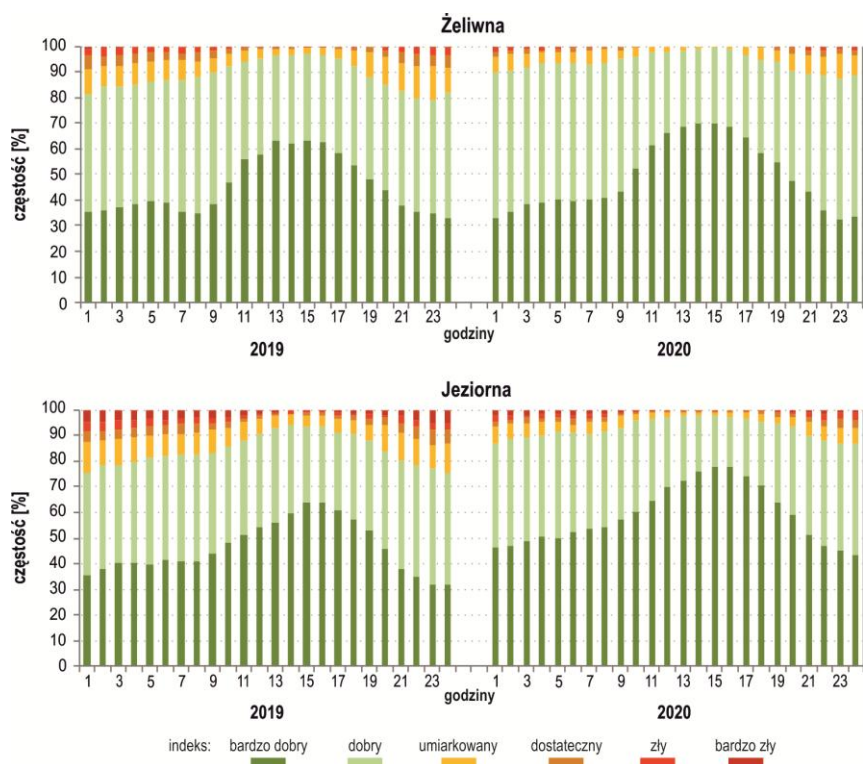 Żeliwna
częstość [%]
100
90
80
70
60
50
40
30
20
10
0
1 3 5 7 9 11 13 15 17 19 21 23 1 3 5 7 9 11 13 15 17 19 21 23
godziny
2019 2020
Jeziorna
częstość [%]
100
90
80
70
60
50
40
30
20
10
0
1 3 5 7 9 11 13 15 17 19 21 23 1 3 5 7 9 11 13 15 17 19 21 23
godziny
2019 2020
indeks: bardzo dobry dobry umiarkowany dostateczny zły bardzo zły